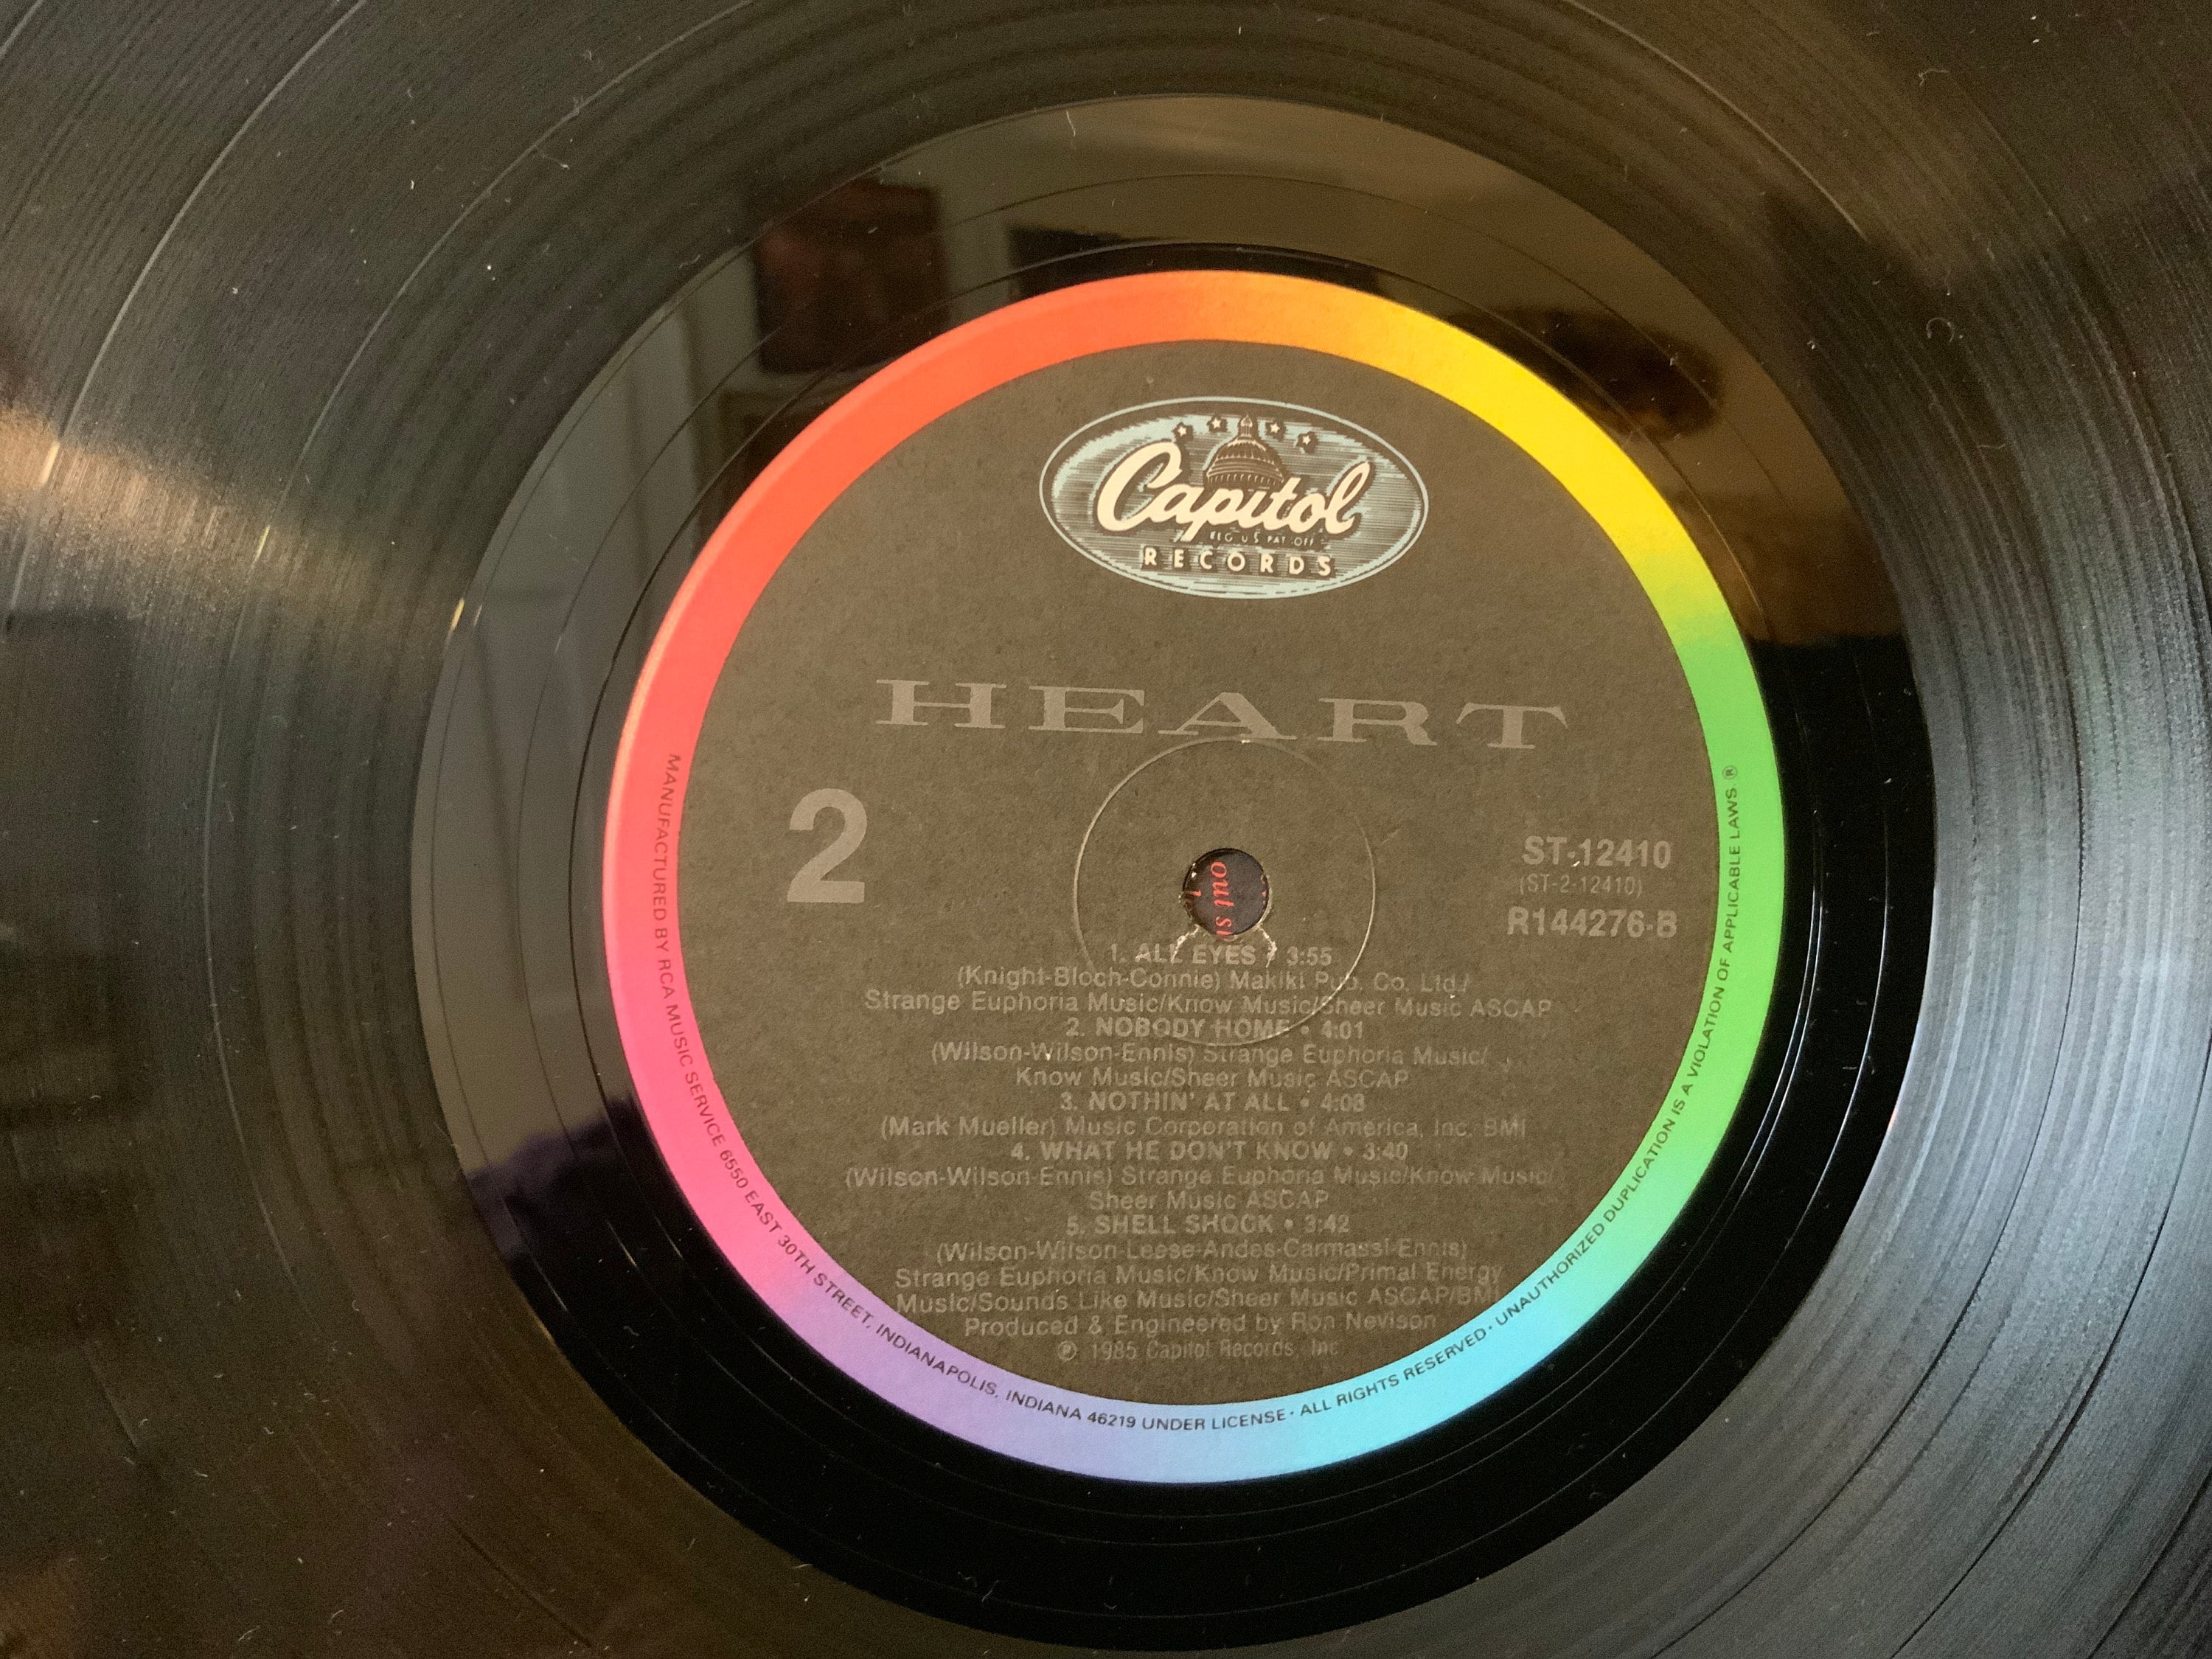 Capitol
REG. U.S. PAT. OFF.
RECORDS
HEART
2
ST-12410
(ST-2-12410)
R144276-B
out
1. ALL EYES • 3:55
(Knight-Bloch-Connie) Makiki Pub. Co. Ltd./
Strange Euphoria Music/Know Music/Sheer Music ASCAP
2. NOBODY HOME • 4:01
(Wilson-Wilson-Ennis) Strange Euphoria Music/
Know Music/Sheer Music ASCAP
3. NOTHIN' AT ALL • 4:08
(Mark Mueller) Music Corporation of America, Inc. BMI
4. WHAT HE DON'T KNOW • 3:40
(Wilson-Wilson-Ennis) Strange Euphoria Music/Know Music/
Sheer Music ASCAP
5. SHELL SHOCK • 3:42
(Wilson-Wilson-Leese-Andes-Carmassi-Ennis)
Strange Euphoria Music/Know Music/Primal Energy
Music/Sounds Like Music/Sheer Music ASCAP/BMI
Produced & Engineered by Ron Nevison
℗ 1985 Capitol Records, Inc.
MANUFACTURED BY RCA MUSIC SERVICE 6550 EAST 30TH STREET, INDIANAPOLIS, INDIANA 46219 UNDER LICENSE · ALL RIGHTS RESERVED · UNAUTHORIZED DUPLICATION IS A VIOLATION OF APPLICABLE LAWS ®